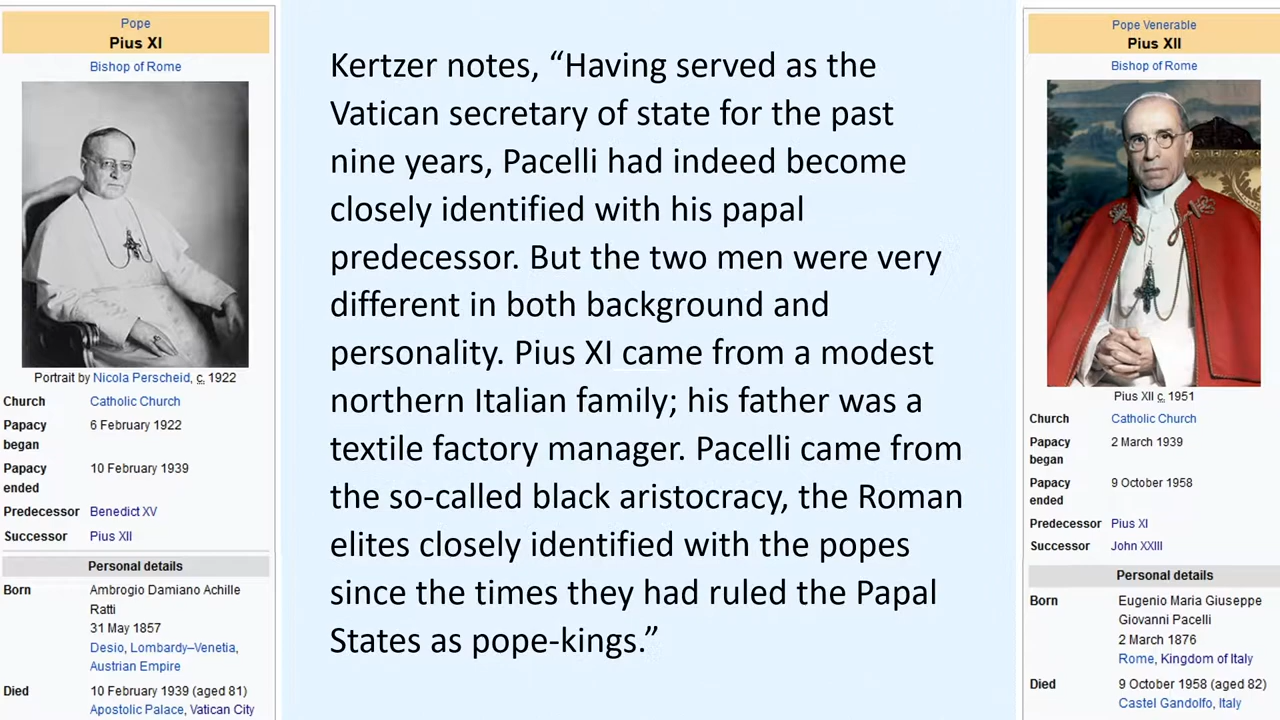 Pope
Pius XI
Bishop of Rome
Portrait by Nicola Perscheid, c. 1922
Church Catholic Church
Papacy began 6 February 1922
Papacy ended 10 February 1939
Predecessor Benedict XV
Successor Pius XII
Personal details
Born Ambrogio Damiano Achille
Ratti
31 May 1857
Desio, Lombardy–Venetia,
Austrian Empire
Died 10 February 1939 (aged 81)
Apostolic Palace, Vatican City
Kertzer notes, “Having served as the
Vatican secretary of state for the past
nine years, Pacelli had indeed become
closely identified with his papal
predecessor. But the two men were very
different in both background and
personality. Pius XI came from a modest
northern Italian family; his father was a
textile factory manager. Pacelli came from
the so-called black aristocracy, the Roman
elites closely identified with the popes
since the times they had ruled the Papal
States as pope-kings.”
Pope Venerable
Pius XII
Bishop of Rome
Pius XII c. 1951
Church Catholic Church
Papacy began 2 March 1939
Papacy ended 9 October 1958
Predecessor Pius XI
Successor John XXIII
Personal details
Born Eugenio Maria Giuseppe
Giovanni Pacelli
2 March 1876
Rome, Kingdom of Italy
Died 9 October 1958 (aged 82)
Castel Gandolfo, Italy